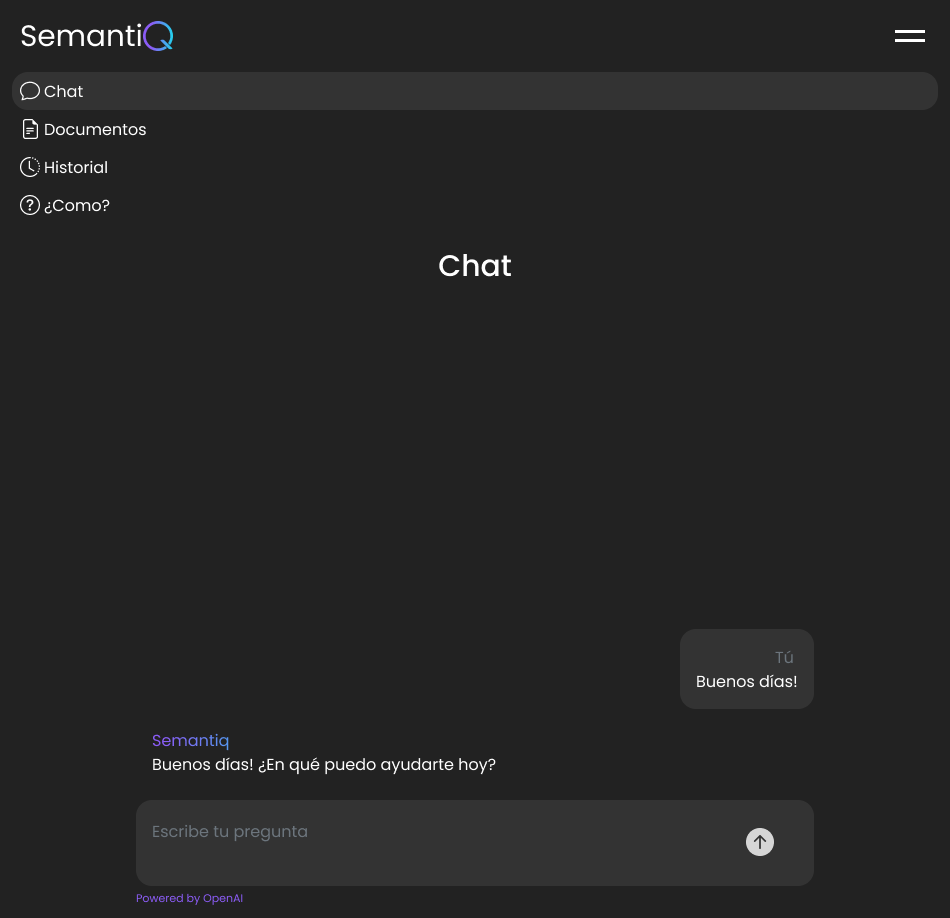 SemantiQ
Chat
Documentos
Historial
¿Como?
Chat
Tú
Buenos días!
Semantiq
Buenos días! ¿En qué puedo ayudarte hoy?
Escribe tu pregunta
Powered by OpenAI